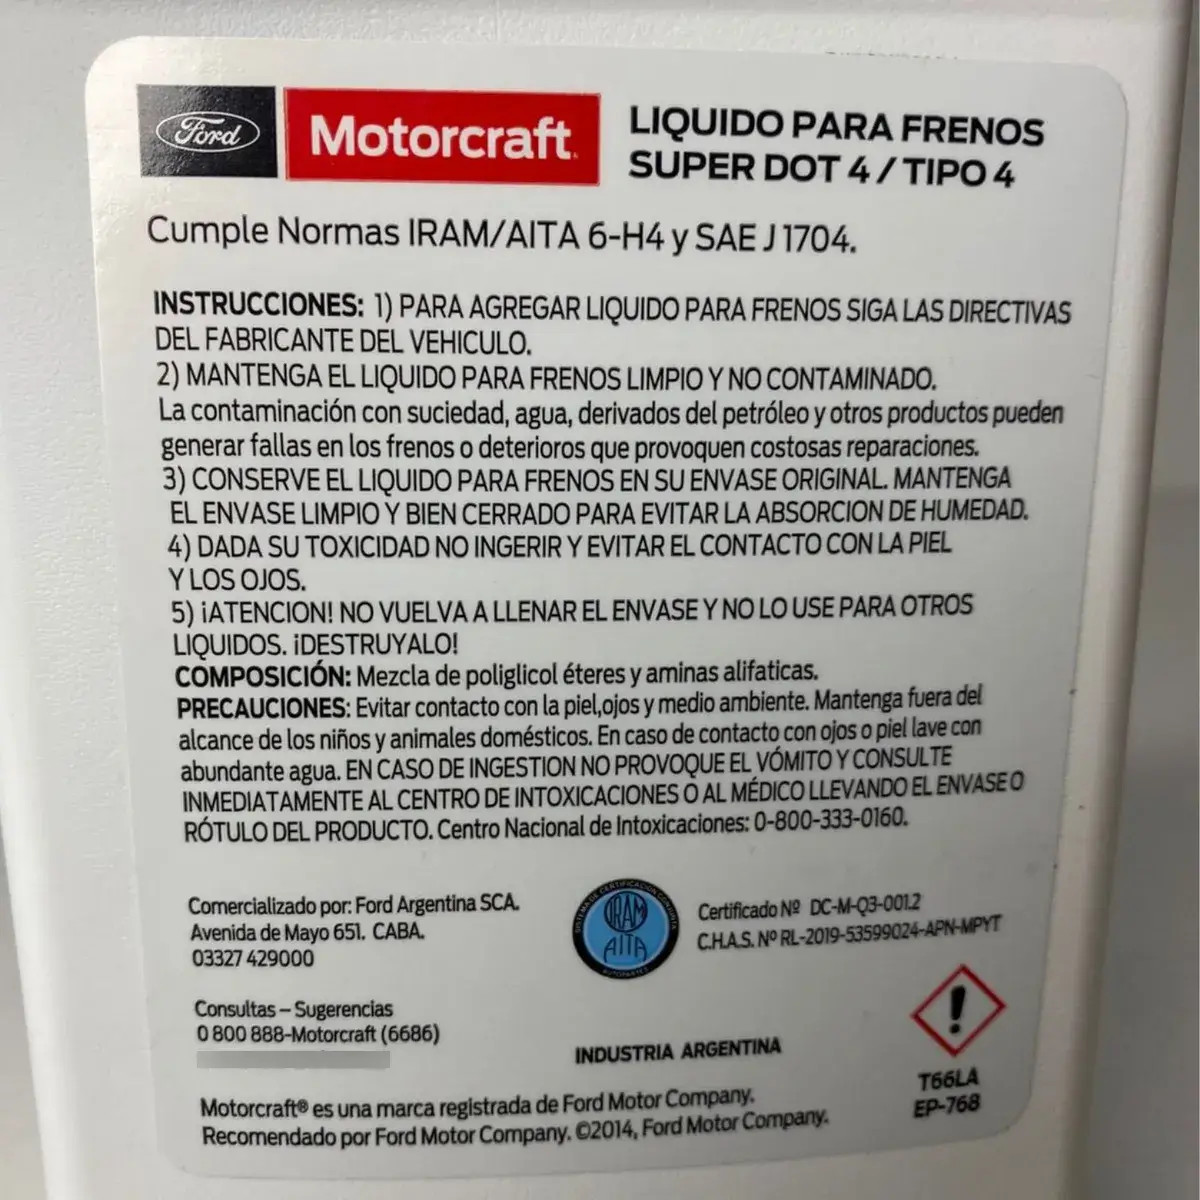 Ford Motorcraft
LIQUIDO PARA FRENOS
SUPER DOT 4 / TIPO 4
Cumple Normas IRAM/AITA 6-H4 y SAE J 1704.
INSTRUCCIONES: 1) PARA AGREGAR LIQUIDO PARA FRENOS SIGA LAS DIRECTIVAS
DEL FABRICANTE DEL VEHICULO.
2) MANTENGA EL LIQUIDO PARA FRENOS LIMPIO Y NO CONTAMINADO.
La contaminación con suciedad, agua, derivados del petróleo y otros productos pueden
generar fallas en los frenos o deterioros que provoquen costosas reparaciones.
3) CONSERVE EL LIQUIDO PARA FRENOS EN SU ENVASE ORIGINAL. MANTENGA
EL ENVASE LIMPIO Y BIEN CERRADO PARA EVITAR LA ABSORCION DE HUMEDAD.
4) DADA SU TOXICIDAD NO INGERIR Y EVITAR EL CONTACTO CON LA PIEL
Y LOS OJOS.
5) ¡ATENCION! NO VUELVA A LLENAR EL ENVASE Y NO LO USE PARA OTROS
LIQUIDOS. ¡DESTRUYALO!
COMPOSICIÓN: Mezcla de poliglicol éteres y aminas alifaticas.
PRECAUCIONES: Evitar contacto con la piel,ojos y medio ambiente. Mantenga fuera del
alcance de los niños y animales domésticos. En caso de contacto con ojos o piel lave con
abundante agua. EN CASO DE INGESTION NO PROVOQUE EL VÓMITO Y CONSULTE
INMEDIATAMENTE AL CENTRO DE INTOXICACIONES O AL MÉDICO LLEVANDO EL ENVASE O
RÓTULO DEL PRODUCTO. Centro Nacional de Intoxicaciones: 0-800-333-0160.
Comercializado por: Ford Argentina SCA.
Avenida de Mayo 651. CABA.
03327 429000
SISTEMA DE CERTIFICACION CONJUNTA
IRAM
AITA
AUTOPARTES
Certificado Nº DC-M-Q3-001.2
C.H.A.S. Nº RL-2019-53599024-APN-MPYT
Consultas – Sugerencias
0 800 888-Motorcraft (6686)
INDUSTRIA ARGENTINA
T66LA
EP-768
Motorcraft® es una marca registrada de Ford Motor Company.
Recomendado por Ford Motor Company. ©2014, Ford Motor Company.